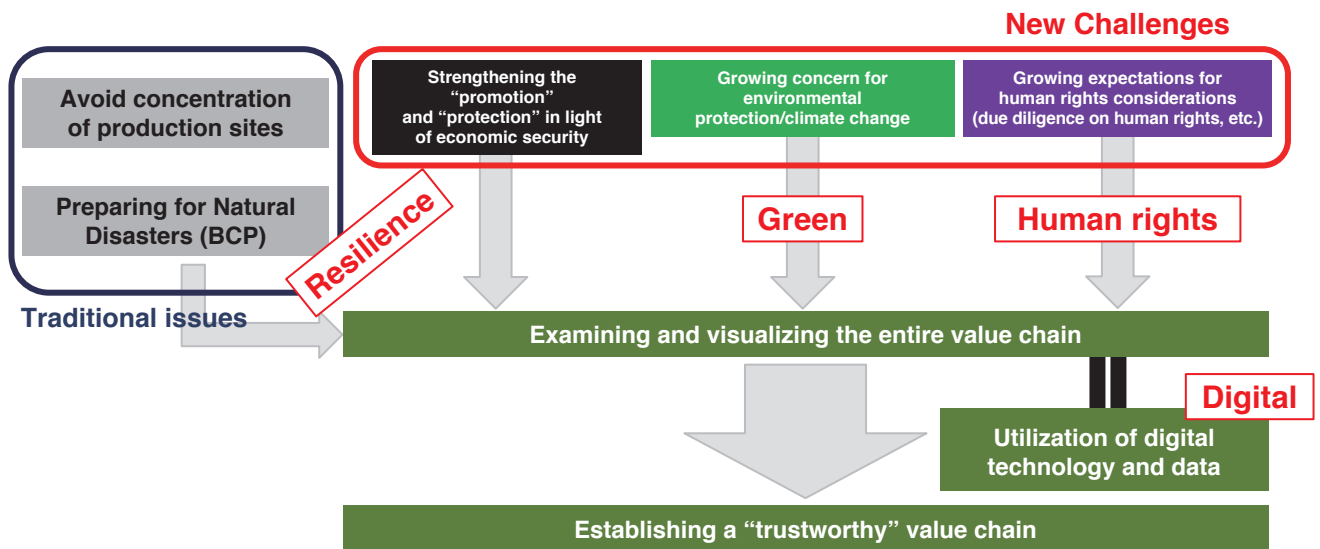 New Challenges
Avoid concentration
of production sites
Preparing for Natural
Disasters (BCP)
Traditional issues
Strengthening the
“promotion”
and “protection” in light
of economic security
Growing concern for
environmental
protection/climate change
Growing expectations for
human rights considerations
(due diligence on human rights, etc.)
Resilience
Green
Human rights
Examining and visualizing the entire value chain
Digital
Utilization of digital
technology and data
Establishing a “trustworthy” value chain